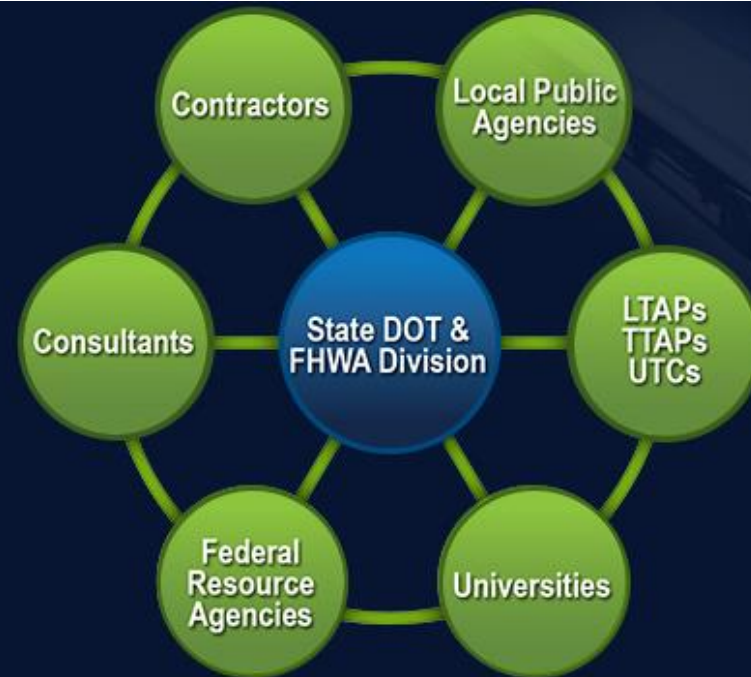 Contractors
Local Public
Agencies
Consultants
State DOT &
FHWA Division
LTAPs
TTAPs
UTCs
Federal
Resource
Agencies
Universities